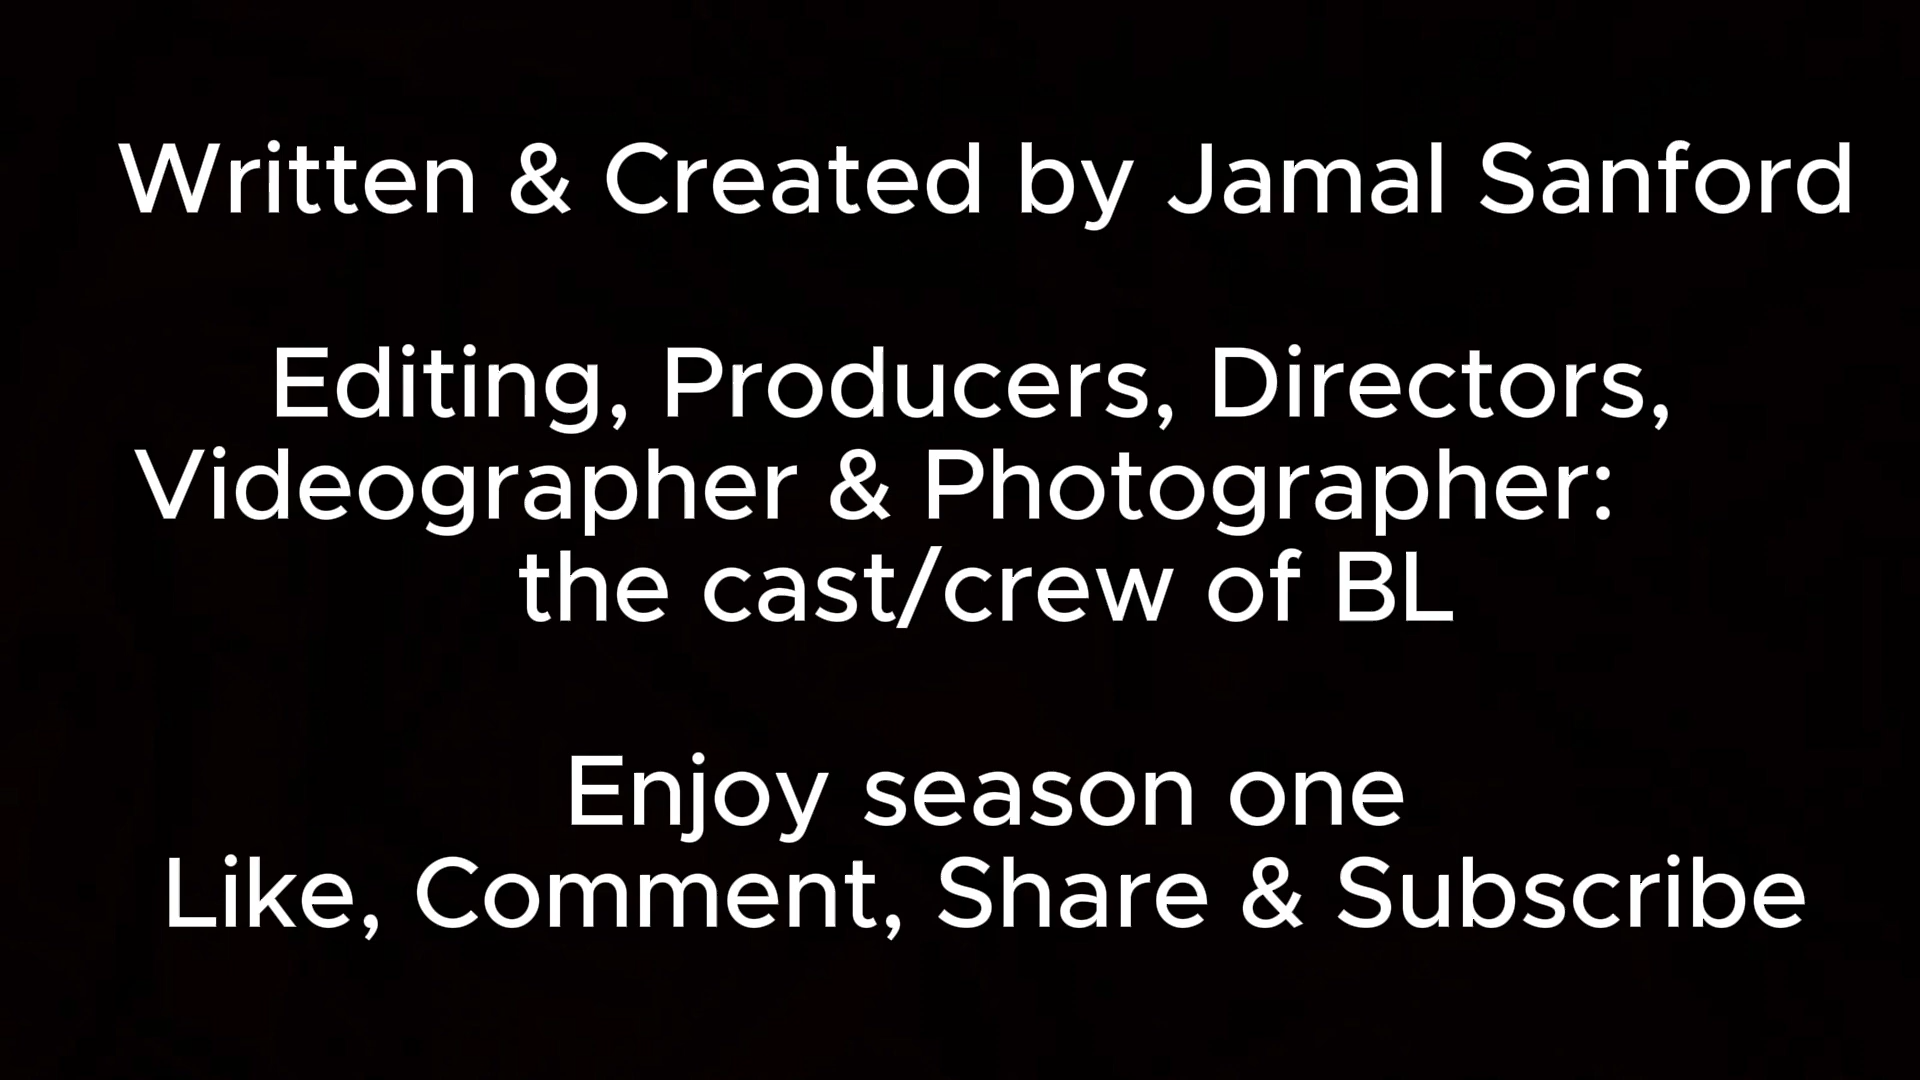 Written & Created by Jamal Sanford
Editing, Producers, Directors,
Videographer & Photographer:
the cast/crew of BL
Enjoy season one
Like, Comment, Share & Subscribe